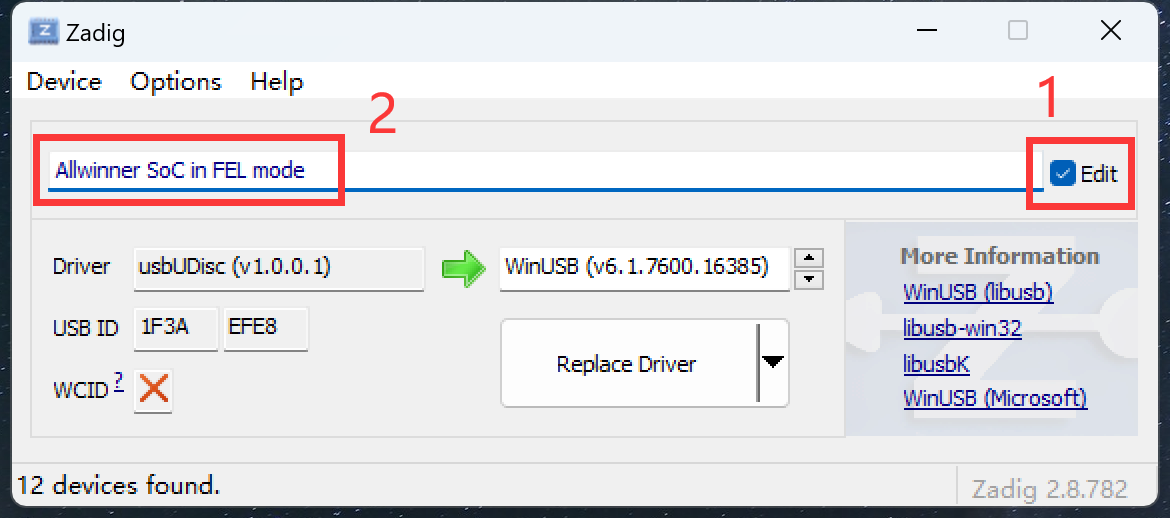 Zadig
Device Options Help
2
1
Allwinner SoC in FEL mode
Edit
Driver usbUDisc (v1.0.0.1) WinUSB (v6.1.7600.16385)
USB ID 1F3A EFE8
WCID ?
Replace Driver
More Information
WinUSB (libusb)
libusb-win32
libusbK
WinUSB (Microsoft)
12 devices found.
Zadig 2.8.782